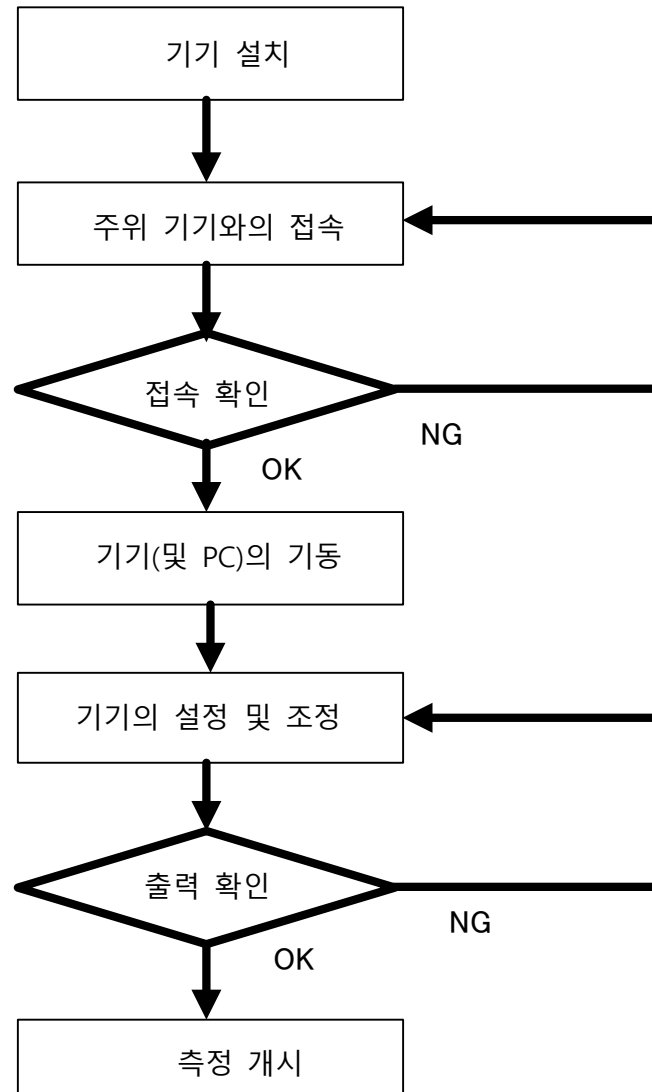 기기 설치
주위 기기와의 접속
접속 확인
NG
OK
기기(및 PC)의 기동
기기의 설정 및 조정
출력 확인
NG
OK
측정 개시